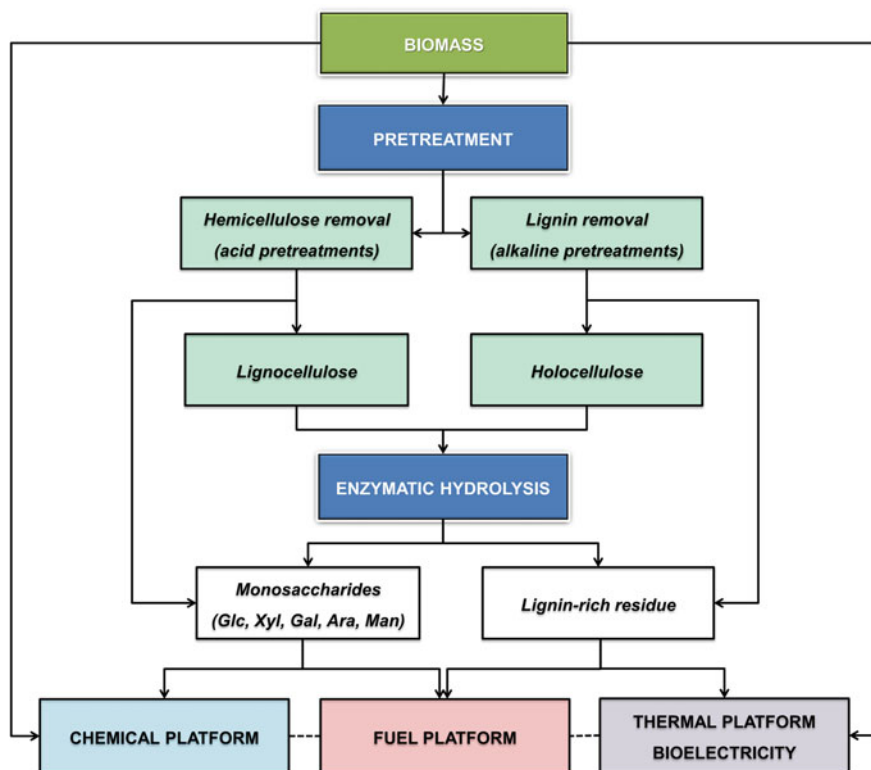 BIOMASS
PRETREATMENT
Hemicellulose removal
(acid pretreatments)
Lignin removal
(alkaline pretreatments)
Lignocellulose
Holocellulose
ENZYMATIC HYDROLYSIS
Monosaccharides
(Glc, Xyl, Gal, Ara, Man)
Lignin-rich residue
CHEMICAL PLATFORM
FUEL PLATFORM
THERMAL PLATFORM
BIOELECTRICITY